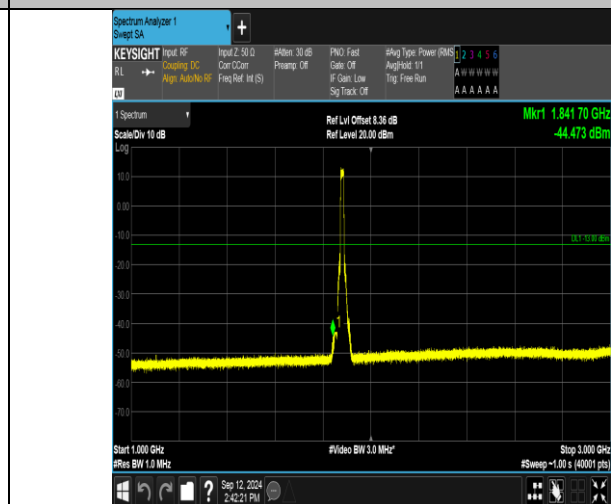 Spectrum Analyzer 1
Swept SA
+
KEYSIGHT
RL
LXI
Input: RF
Coupling: DC
Align: Auto/No RF
Input Z: 50 Ω
Corr CCorr
Freq Ref: Int (S)
#Atten: 30 dB
Preamp: Off
PNO: Fast
Gate: Off
IF Gain: Low
Sig Track: Off
#Avg Type: Power (RMS
Avg|Hold: 1/1
Trig: Free Run
1 2 3 4 5 6
A W W W W W
A A A A A A
1 Spectrum
Scale/Div 10 dB
Log
Ref Lvl Offset 8.36 dB
Ref Level 20.00 dBm
Mkr1 1.841 70 GHz
-44.473 dBm
10.0
0.00
-10.0
DL1 -13.00 dBm
-20.0
-30.0
-40.0
-50.0
-60.0
-70.0
Start 1.000 GHz
#Res BW 1.0 MHz
#Video BW 3.0 MHz*
Stop 3.000 GHz
#Sweep ~1.00 s (40001 pts)
?
Sep 12, 2024
2:42:21 PM